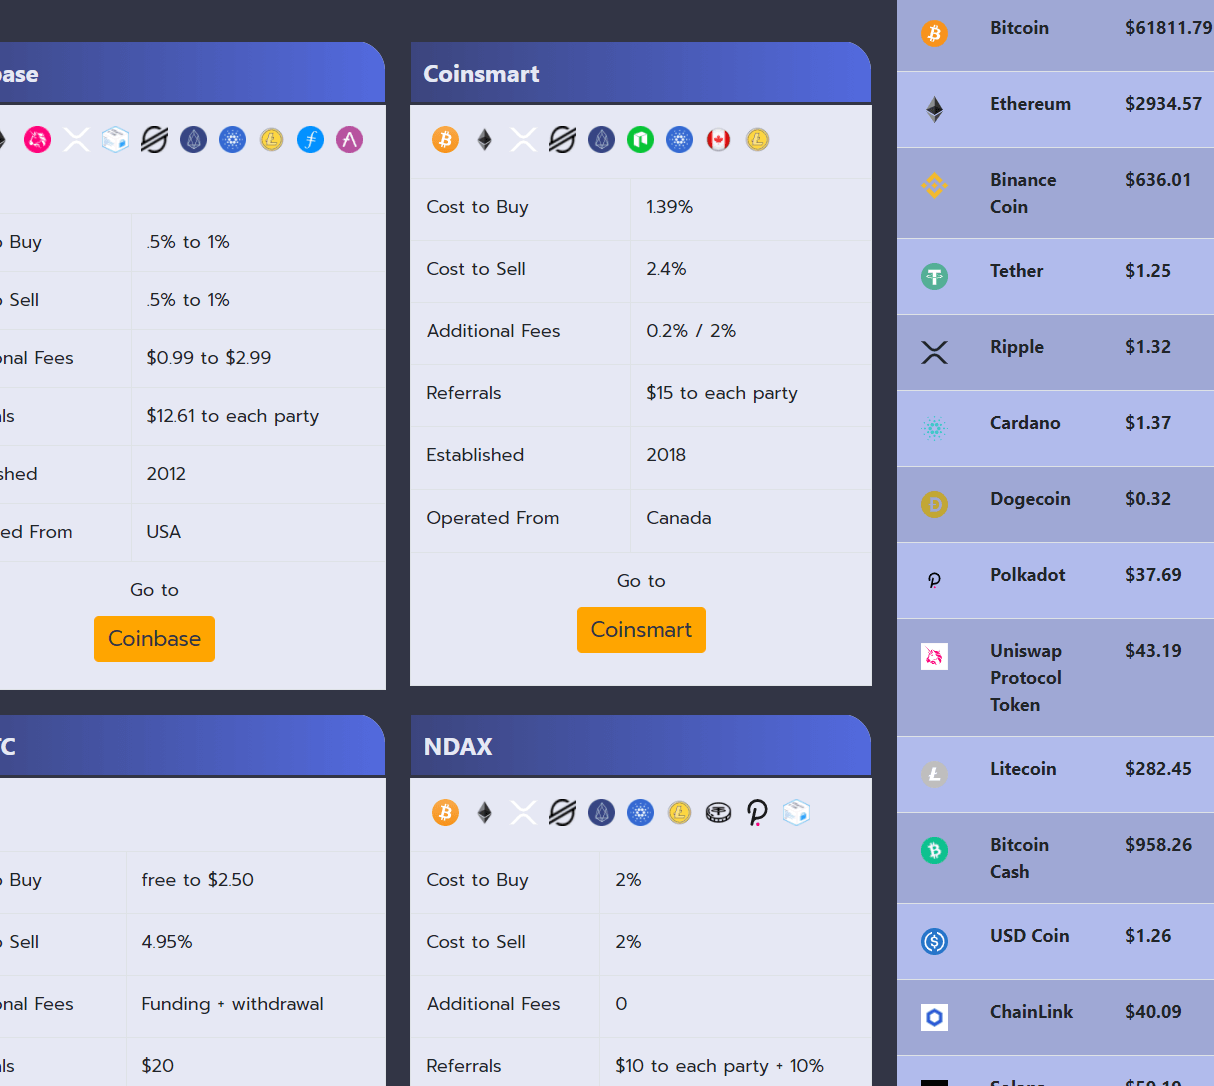 base
Coinsmart
o Buy
.5% to 1%
o Sell
.5% to 1%
onal Fees
$0.99 to $2.99
ls
$12.61 to each party
shed
2012
ed From
USA
Go to
Coinbase
Cost to Buy
1.39%
Cost to Sell
2.4%
Additional Fees
0.2% / 2%
Referrals
$15 to each party
Established
2018
Operated From
Canada
Go to
Coinsmart
TC
NDAX
o Buy
free to $2.50
o Sell
4.95%
onal Fees
Funding + withdrawal
ls
$20
Cost to Buy
2%
Cost to Sell
2%
Additional Fees
0
Referrals
$10 to each party + 10%
Bitcoin
$61811.79
Ethereum
$2934.57
Binance
Coin
$636.01
Tether
$1.25
Ripple
$1.32
Cardano
$1.37
Dogecoin
$0.32
Polkadot
$37.69
Uniswap
Protocol
Token
$43.19
Litecoin
$282.45
Bitcoin
Cash
$958.26
USD Coin
$1.26
ChainLink
$40.09